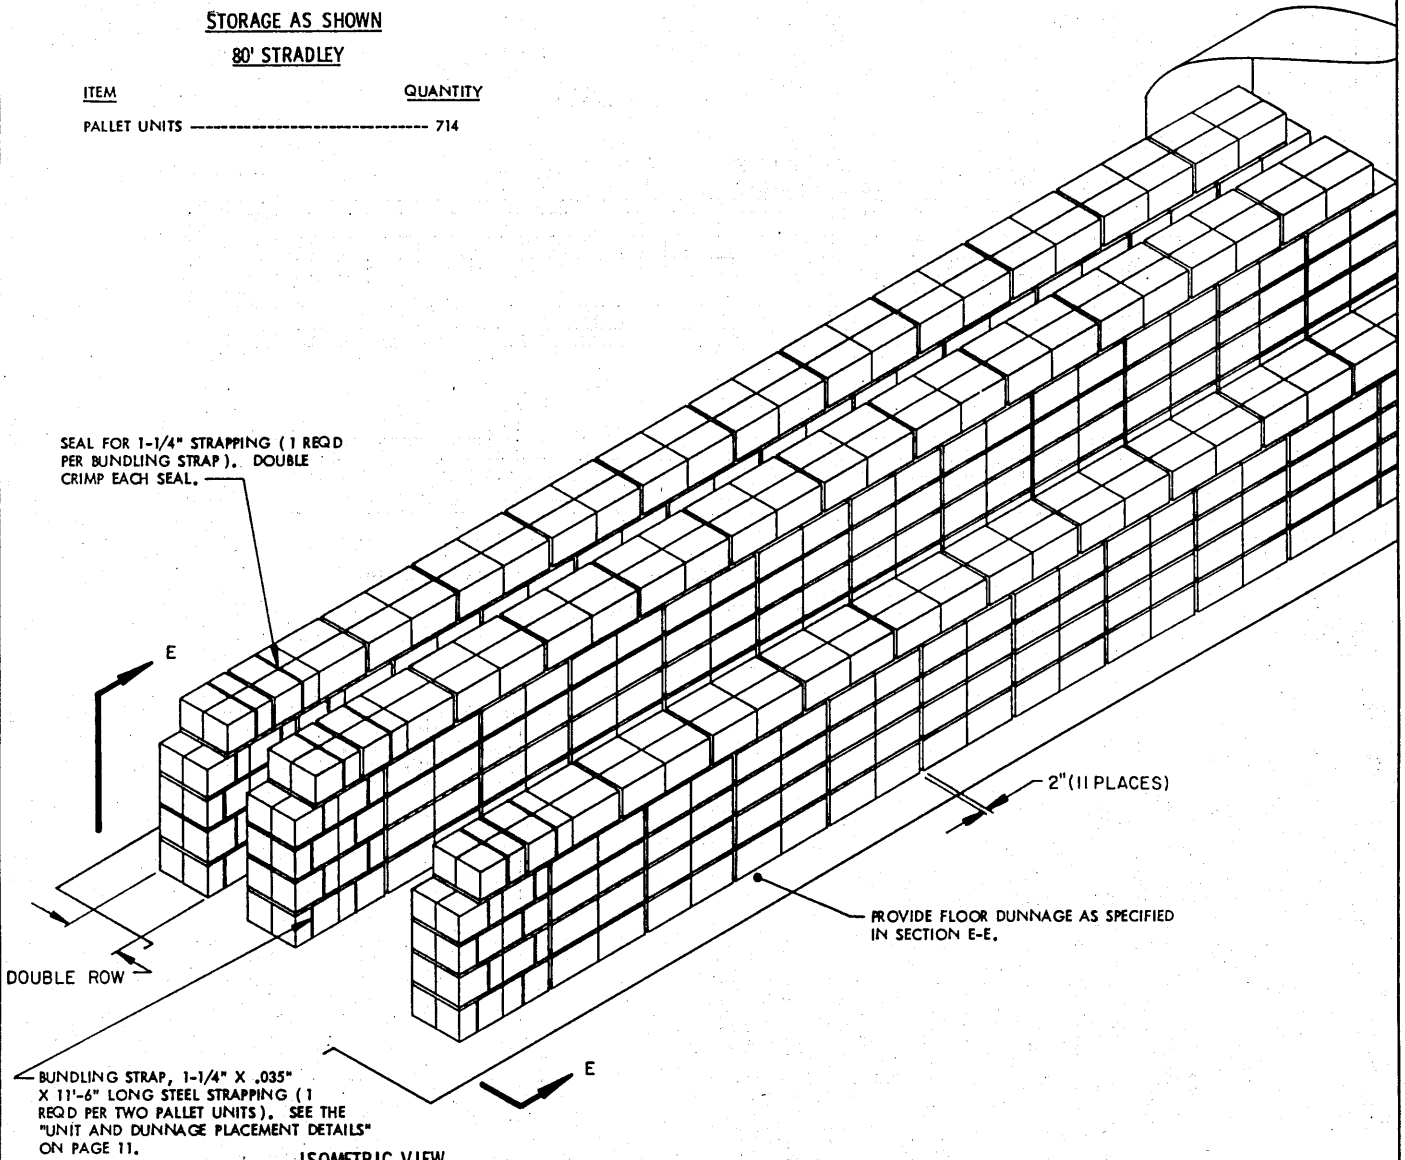 STORAGE AS SHOWN
80' STRADLEY
ITEM QUANTITY
PALLET UNITS ------------------------------- 714
SEAL FOR 1-1/4" STRAPPING (1 REQD
PER BUNDLING STRAP). DOUBLE
CRIMP EACH SEAL.
E
2" (11 PLACES)
PROVIDE FLOOR DUNNAGE AS SPECIFIED
IN SECTION E-E.
DOUBLE ROW
E
BUNDLING STRAP, 1-1/4" X .035"
X 11'-6" LONG STEEL STRAPPING (1
REQD PER TWO PALLET UNITS). SEE THE
"UNIT AND DUNNAGE PLACEMENT DETAILS"
ON PAGE 11.
ISOMETRIC VIEW